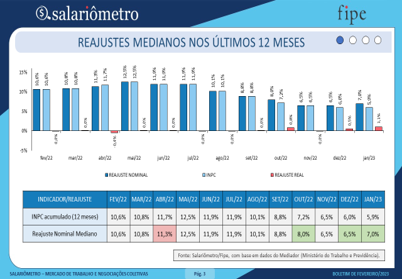 salariômetro
fipe
REAJUSTES MEDIANOS NOS ÚLTIMOS 12 MESES
15%
10,6% 10,6% 10,8% 10,8% 11,3% 11,7% 12,5% 12,5% 11,9% 11,9% 11,9% 11,9% 10,1% 10,1% 8,8% 8,8% 8,0% 7,2% 6,5% 6,5% 6,5% 6,0% 7,0% 5,9%
10%
5%
0%
0,0% 0,0% -0,4% 0,0% 0,0% 0,0% 0,0% 0,0% 0,8% 0,0% 0,5% 1,1%
-5%
fev/22 mar/22 abr/22 mai/22 jun/22 jul/22 ago/22 set/22 out/22 nov/22 dez/22 jan/23
REAJUSTE NOMINAL INPC REAJUSTE REAL
INDICADOR/REAJUSTE FEV/22 MAR/22 ABR/22 MAI/22 JUN/22 JUL/22 AGO/22 SET/22 OUT/22 NOV/22 DEZ/22 JAN/23
INPC acumulado (12 meses) 10,6% 10,8% 11,7% 12,5% 11,9% 11,9% 10,1% 8,8% 7,2% 6,5% 6,0% 5,9%
Reajuste Nominal Mediano 10,6% 10,8% 11,3% 12,5% 11,9% 11,9% 10,1% 8,8% 8,0% 6,5% 6,5% 7,0%
Fonte: Salariômetro/Fipe, com base em dados do Mediador (Ministério do Trabalho e Previdência).
SALARIÔMETRO – MERCADO DE TRABALHO E NEGOCIAÇÕES COLETIVAS
Pág. 1
BOLETIM DE FEVEREIRO/2023